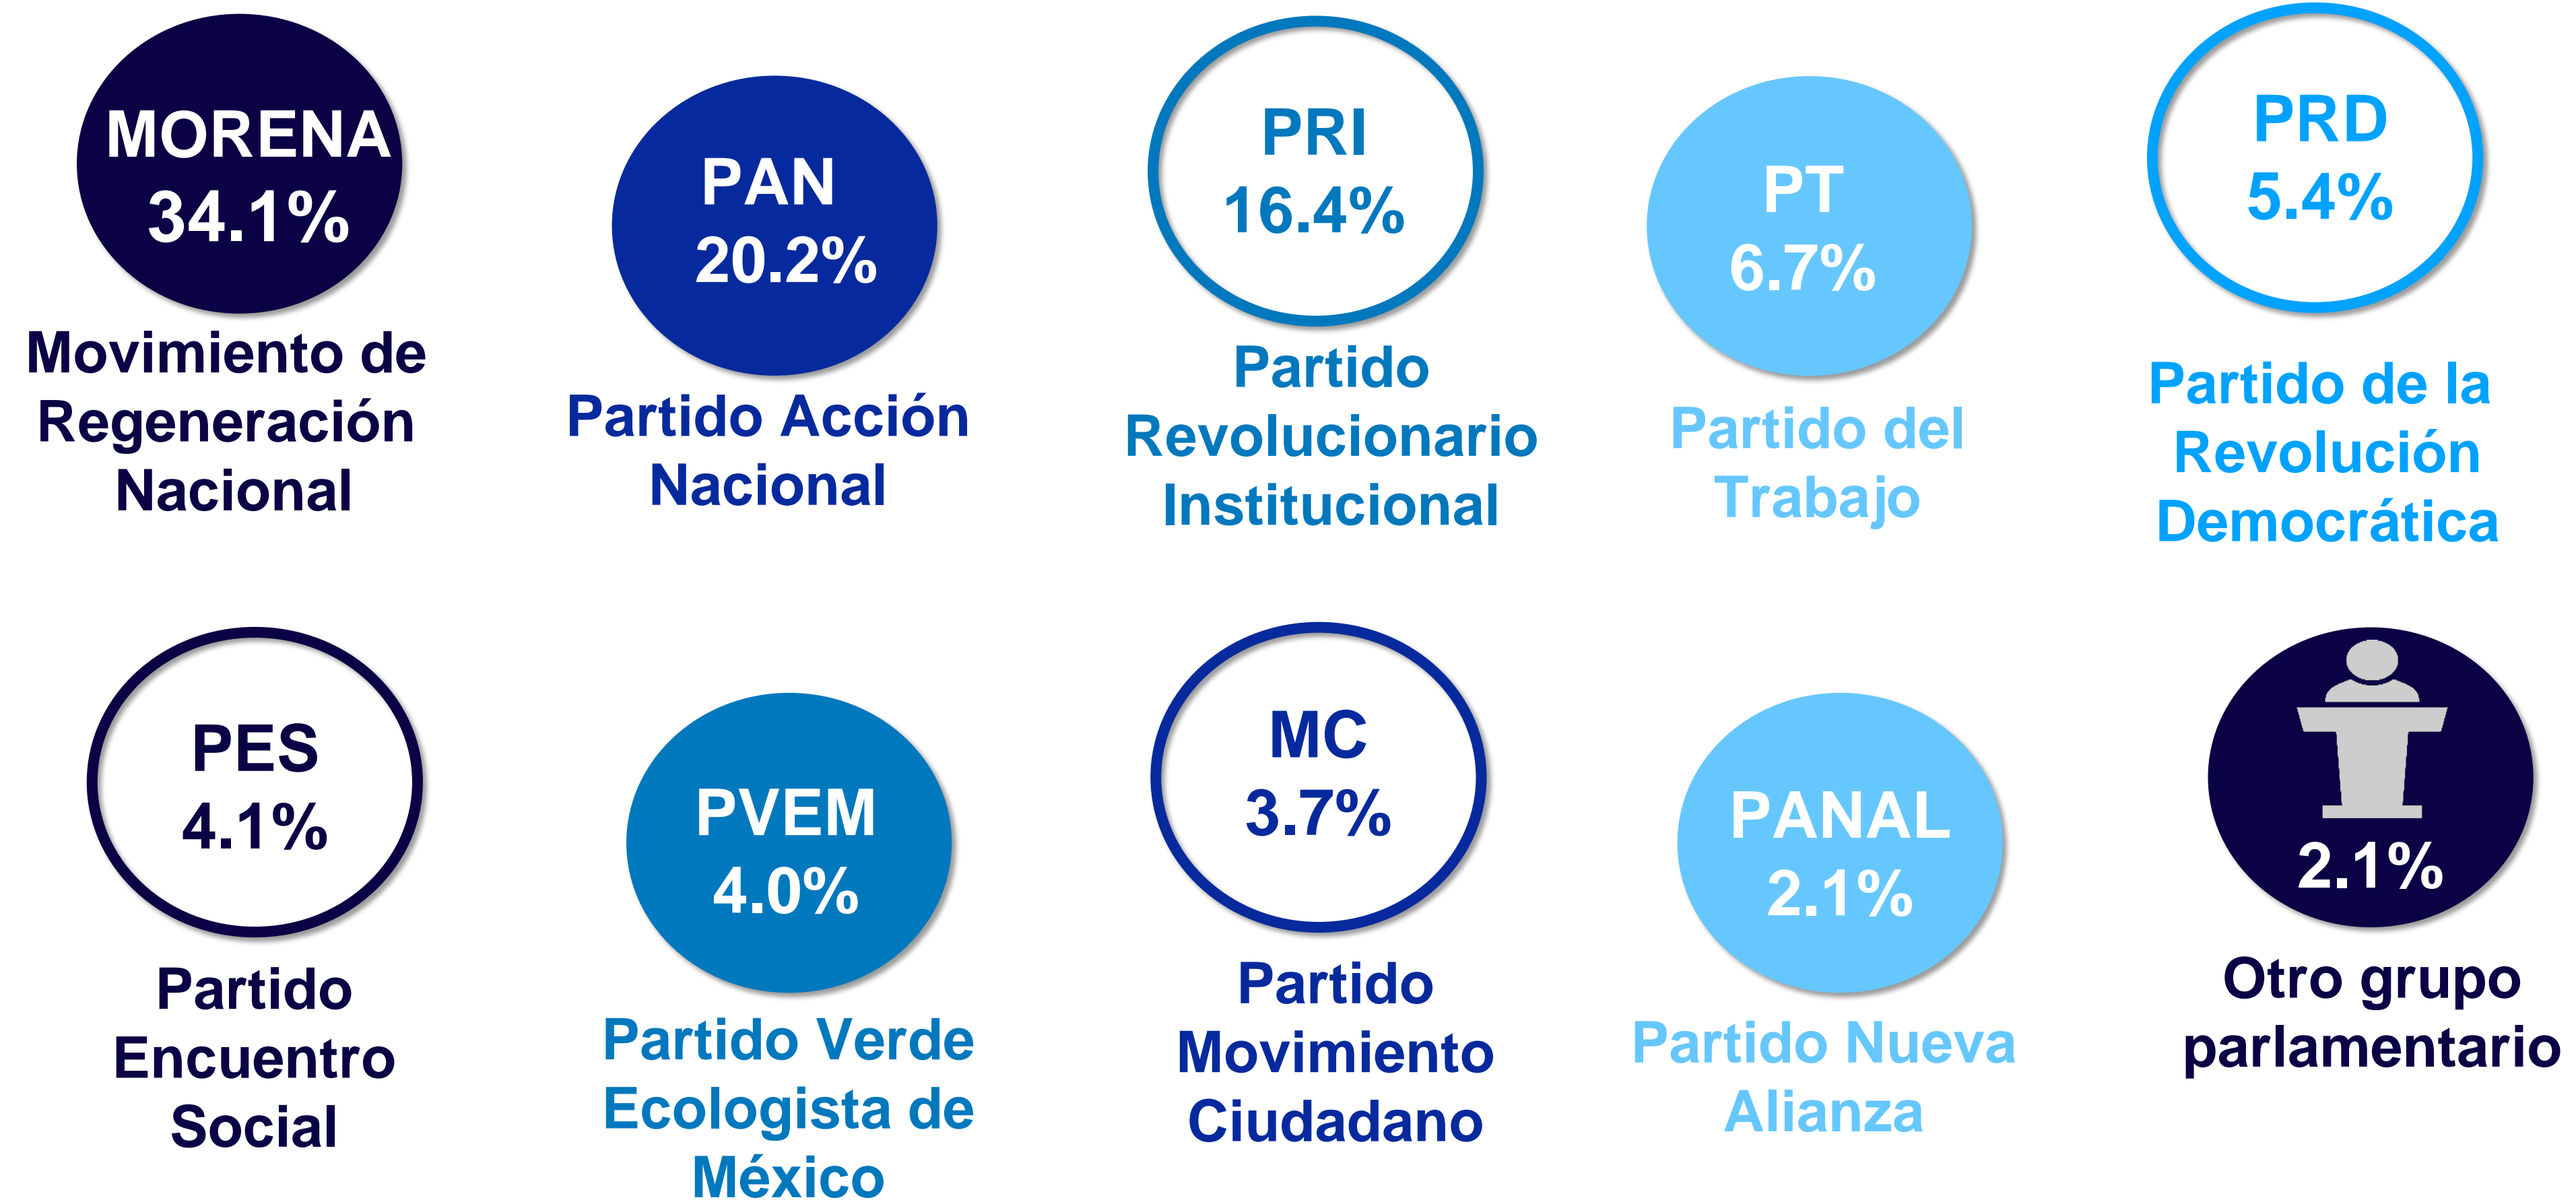 MORENA
34.1%
Movimiento de
Regeneración
Nacional
PAN
20.2%
Partido Acción
Nacional
PRI
16.4%
Partido
Revolucionario
Institucional
PT
6.7%
Partido del
Trabajo
PRD
5.4%
Partido de la
Revolución
Democrática
PES
4.1%
Partido
Encuentro
Social
PVEM
4.0%
Partido Verde
Ecologista de
México
MC
3.7%
Partido
Movimiento
Ciudadano
PANAL
2.1%
Partido Nueva
Alianza
2.1%
Otro grupo
parlamentario